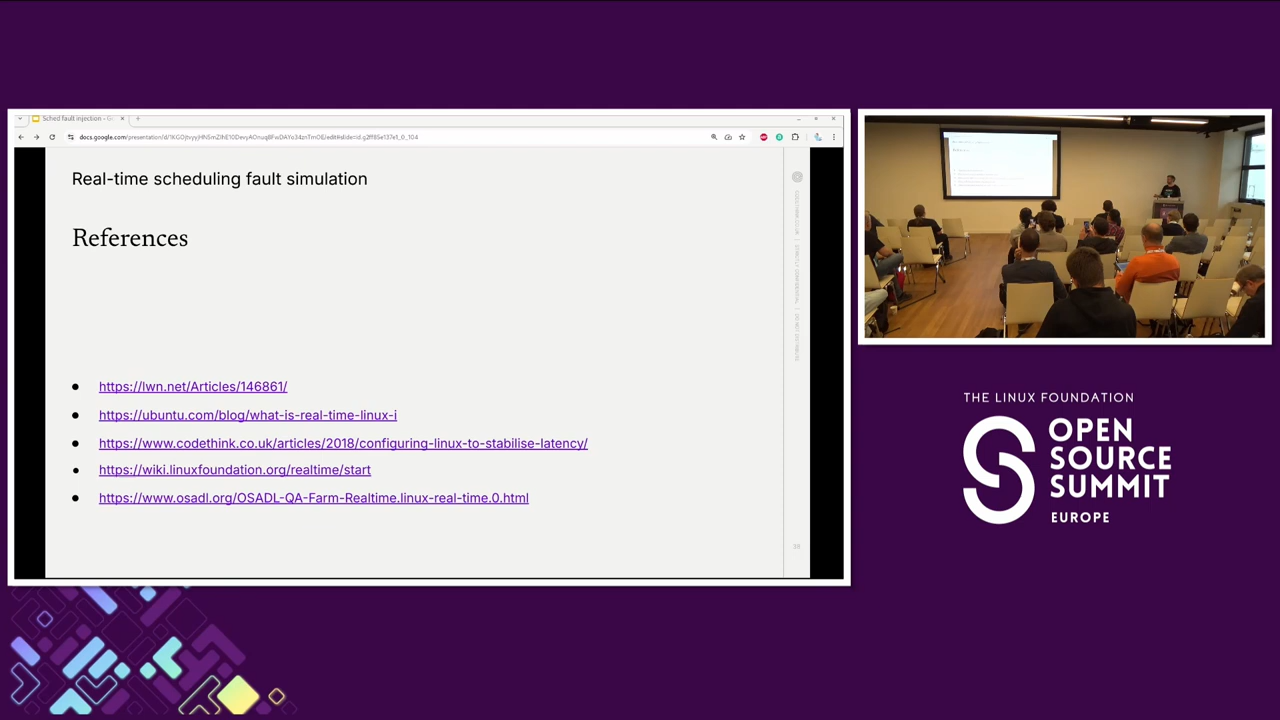 Sched fault injection - G
Real-time scheduling fault simulation
References
https://lwn.net/Articles/146861/
https://ubuntu.com/blog/what-is-real-time-linux-i
https://www.codethink.co.uk/articles/2018/configuring-linux-to-stabilise-latency/
https://wiki.linuxfoundation.org/realtime/start
https://www.osadl.org/OSADL-QA-Farm-Realtime.linux-real-time.0.html
THE LINUX FOUNDATION
OPEN
SOURCE
SUMMIT
EUROPE